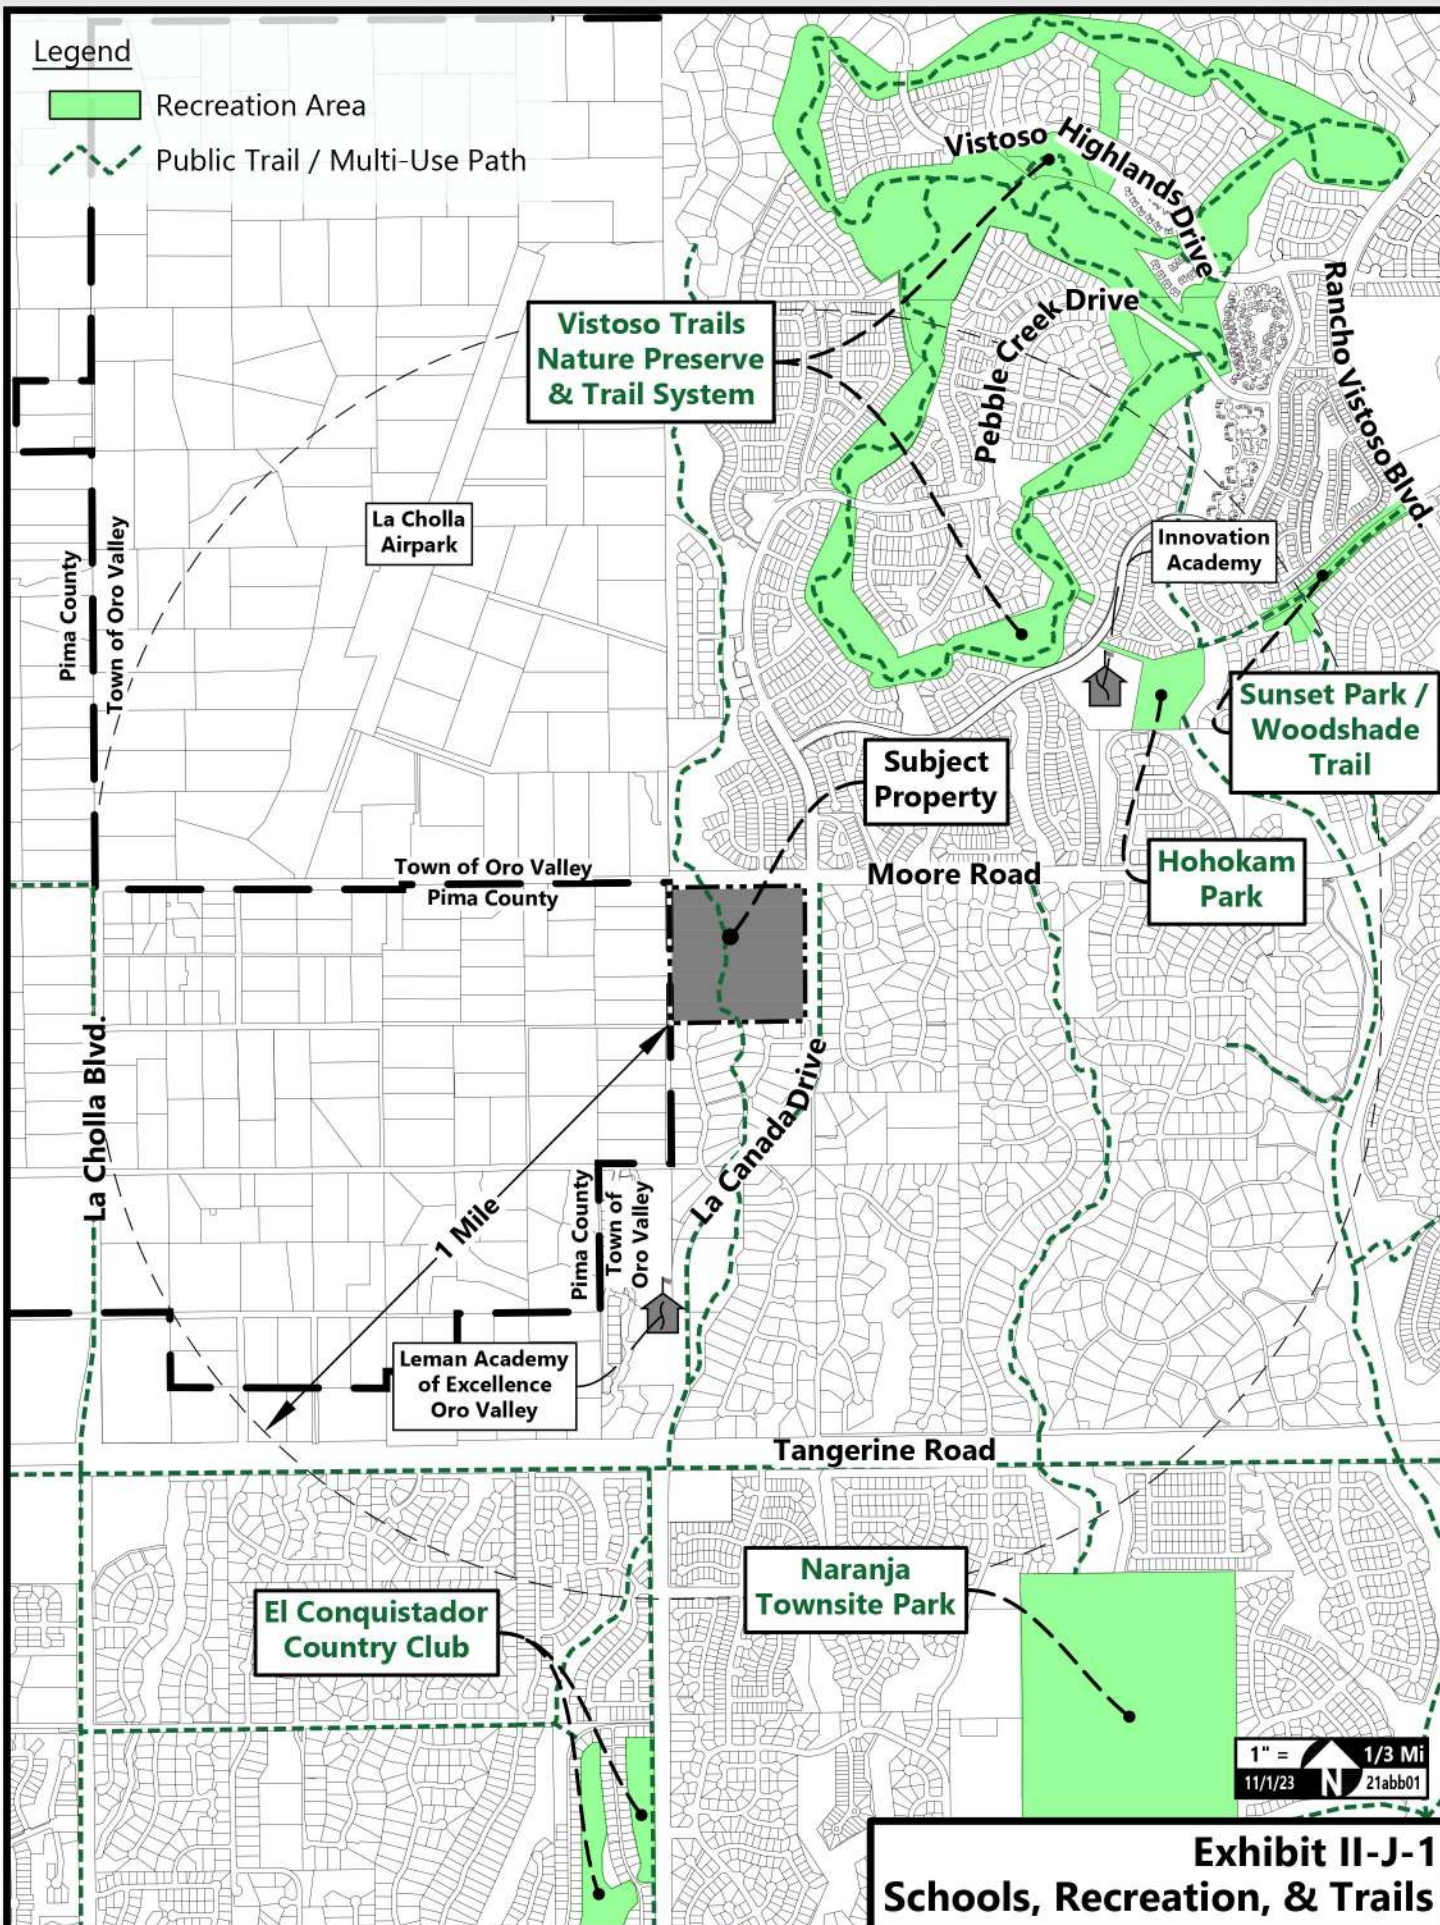 Legend
Recreation Area
Public Trail / Multi-Use Path
Vistoso Highlands Drive
Rancho Vistoso Blvd.
Pebble Creek Drive
Vistoso Trails
Nature Preserve
& Trail System
La Cholla
Airpark
Innovation
Academy
Pima County
Town of Oro Valley
Sunset Park /
Woodshade
Trail
Subject
Property
Hohokam
Park
Town of Oro Valley
Pima County
Moore Road
La Cholla Blvd.
La Canada Drive
1 Mile
Pima County
Town of
Oro Valley
Leman Academy
of Excellence
Oro Valley
Tangerine Road
Naranja
Townsite Park
El Conquistador
Country Club
1" = 1/3 Mi
11/1/23 N 21abb01
Exhibit II-J-1
Schools, Recreation, & Trails